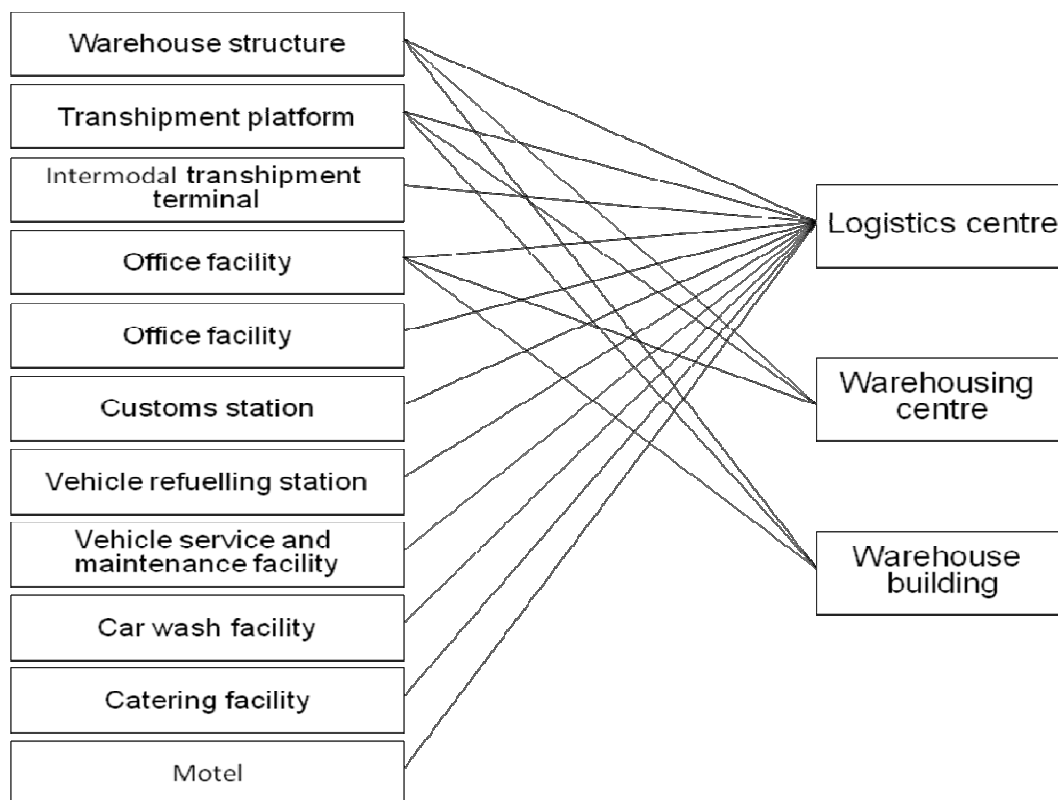 Warehouse structure
Transhipment platform
Intermodal transhipment
terminal
Office facility
Office facility
Customs station
Vehicle refuelling station
Vehicle service and
maintenance facility
Car wash facility
Catering facility
Motel
Logistics centre
Warehousing
centre
Warehouse
building